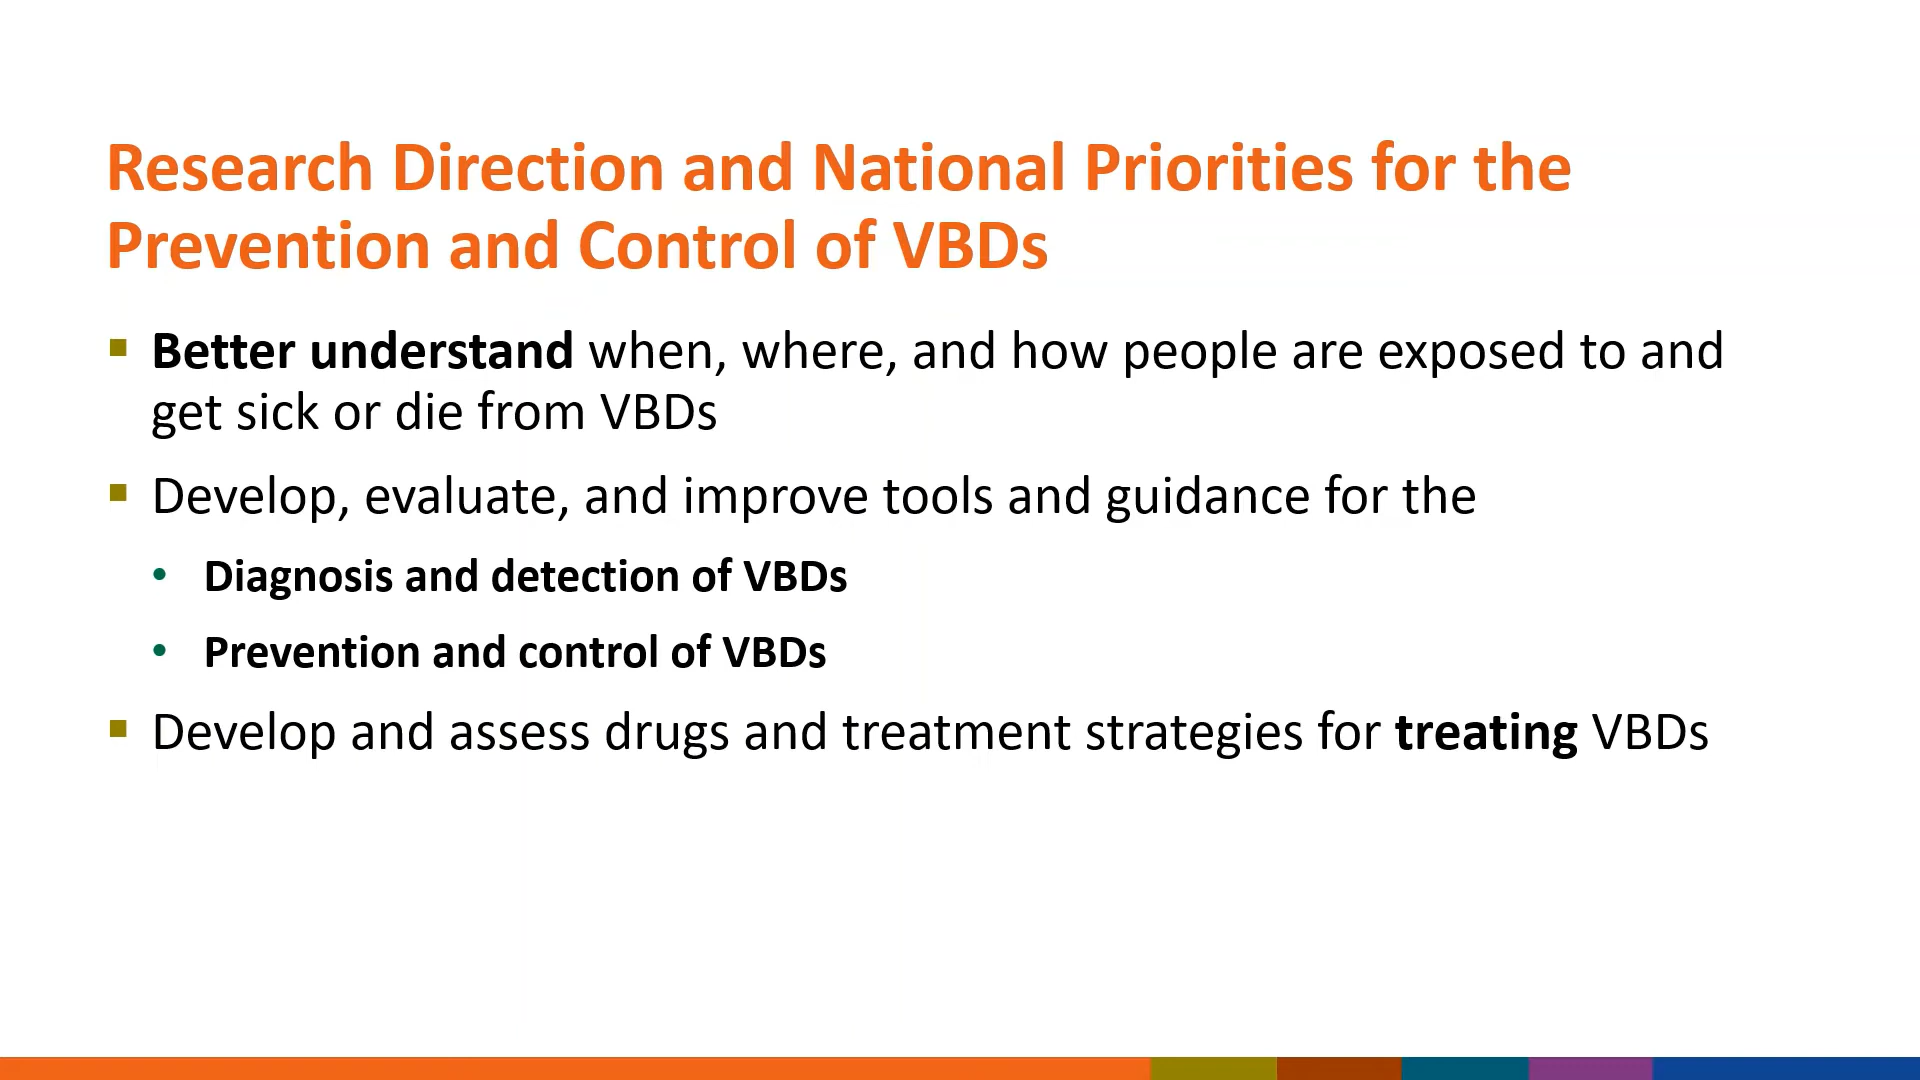 Research Direction and National Priorities for the
Prevention and Control of VBDs
▪ Better understand when, where, and how people are exposed to and
get sick or die from VBDs
▪ Develop, evaluate, and improve tools and guidance for the
• Diagnosis and detection of VBDs
• Prevention and control of VBDs
▪ Develop and assess drugs and treatment strategies for treating VBDs